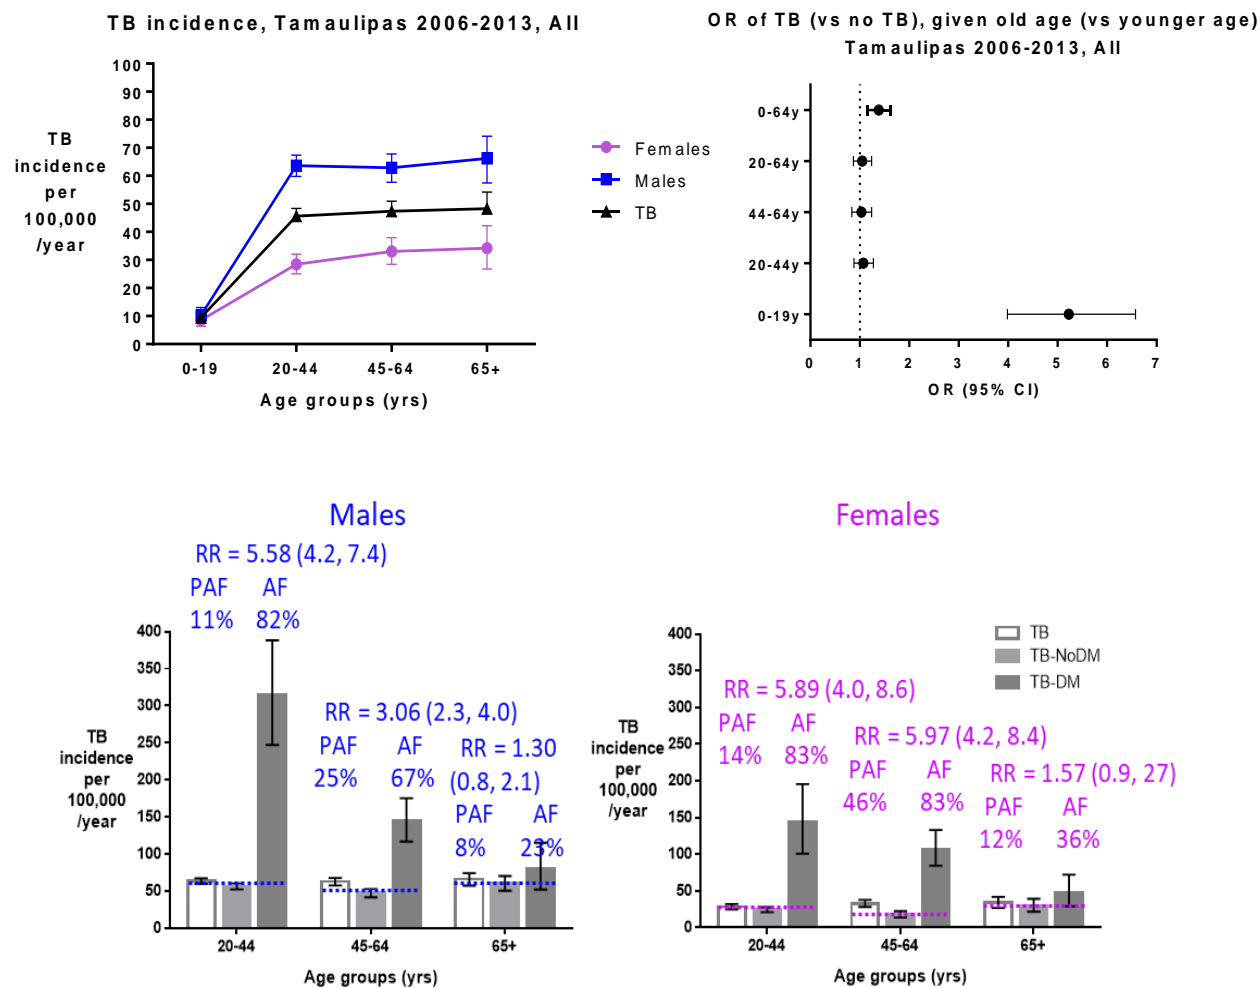 TB incidence, Tamaulipas 2006-2013, All
100
90
80
70
60
50
40
30
20
10
0
TB
incidence
per
100,000
/year
0-19 20-44 45-64 65+
Age groups (yrs)
Females
Males
TB
OR of TB (vs no TB), given old age (vs younger age)
Tamaulipas 2006-2013, All
0-64y
20-64y
44-64y
20-44y
0-19y
0 1 2 3 4 5 6 7
OR (95% CI)
Males
RR = 5.58 (4.2, 7.4)
PAF AF
11% 82%
RR = 3.06 (2.3, 4.0)
PAF AF
25% 67%
RR = 1.30
(0.8, 2.1)
PAF AF
8% 23%
400
350
300
250
200
150
100
50
0
TB
incidence
per
100,000
/year
20-44 45-64 65+
Age groups (yrs)
Females
TB
TB-NoDM
TB-DM
RR = 5.89 (4.0, 8.6)
PAF AF
14% 83%
RR = 5.97 (4.2, 8.4)
PAF AF
46% 83%
RR = 1.57 (0.9, 27)
PAF AF
12% 36%
400
350
300
250
200
150
100
50
0
TB
incidence
per
100,000
/year
20-44 45-64 65+
Age groups (yrs)